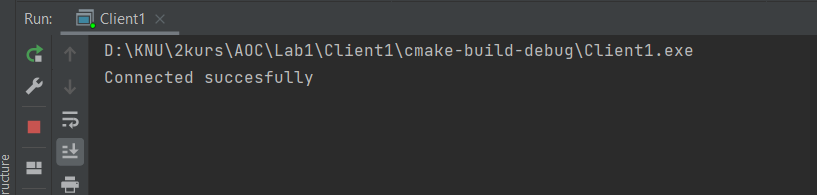 Run: Client1
D:\KNU\2kurs\AOC\Lab1\Client1\cmake-build-debug\Client1.exe
Connected succesfully
ructure